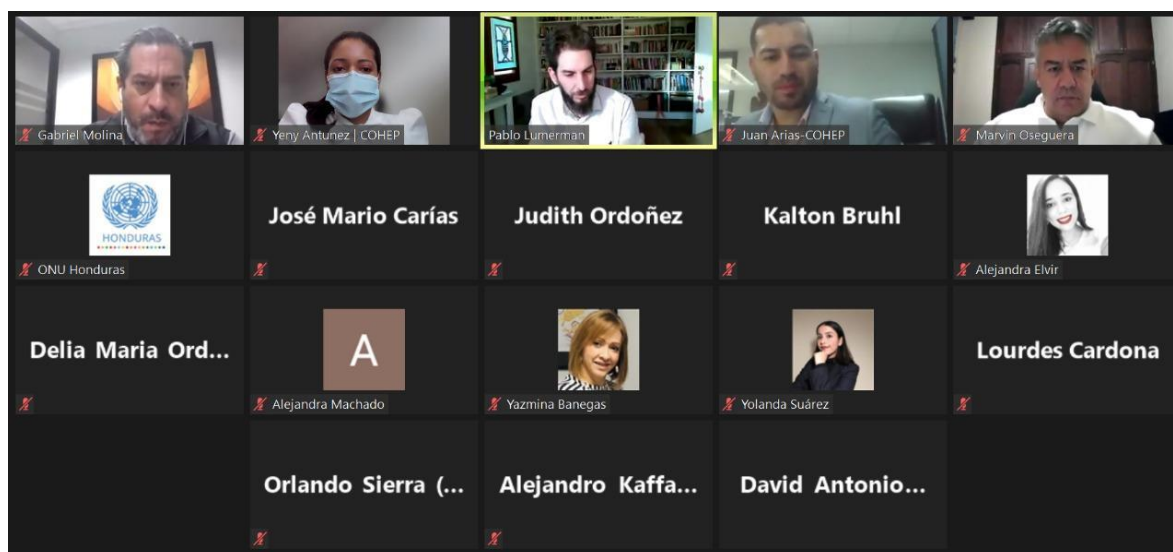 Gabriel Molina
Yeny Antunez | COHEP
Pablo Lumerman
Juan Arias-COHEP
Marvin Oseguera
HONDURAS
ONU Honduras
José Mario Carías
Judith Ordoñez
Kalton Bruhl
Alejandra Elvir
Delia Maria Ord...
A
Alejandra Machado
Yazmina Banegas
Yolanda Suárez
Lourdes Cardona
Orlando Sierra (...
Alejandro Kaffa...
David Antonio...